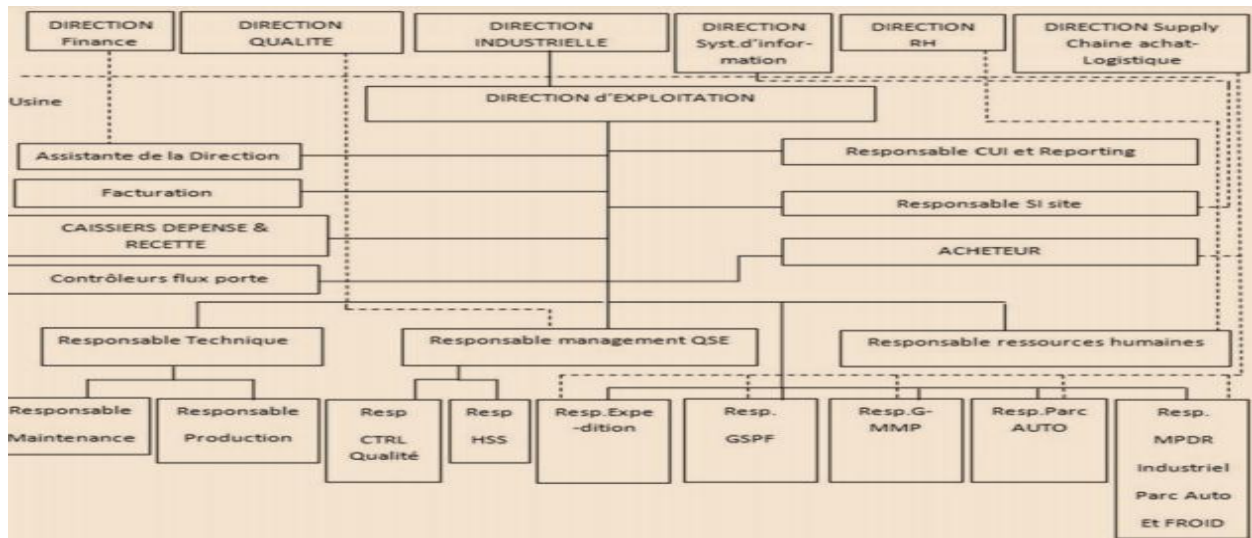 DIRECTION
Finance
DIRECTION
QUALITE
DIRECTION
INDUSTRIELLE
DIRECTION
Syst.d'infor-
mation
DIRECTION
RH
DIRECTION Supply
Chaine achat-
Logistique
Usine
DIRECTION d'EXPLOITATION
Assistante de la Direction
Responsable CUI et Reporting
Facturation
Responsable SI site
CAISSIERS DEPENSE &
RECETTE
ACHETEUR
Contrôleurs flux porte
Responsable Technique
Responsable management QSE
Responsable ressources humaines
Responsable
Maintenance
Responsable
Production
Resp
CTRL
Qualité
Resp
HSS
Resp.Expe
-dition
Resp.
GSPF
Resp.G-
MMP
Resp.Parc
AUTO
Resp.
MPDR
Industriel
Parc Auto
Et FROID